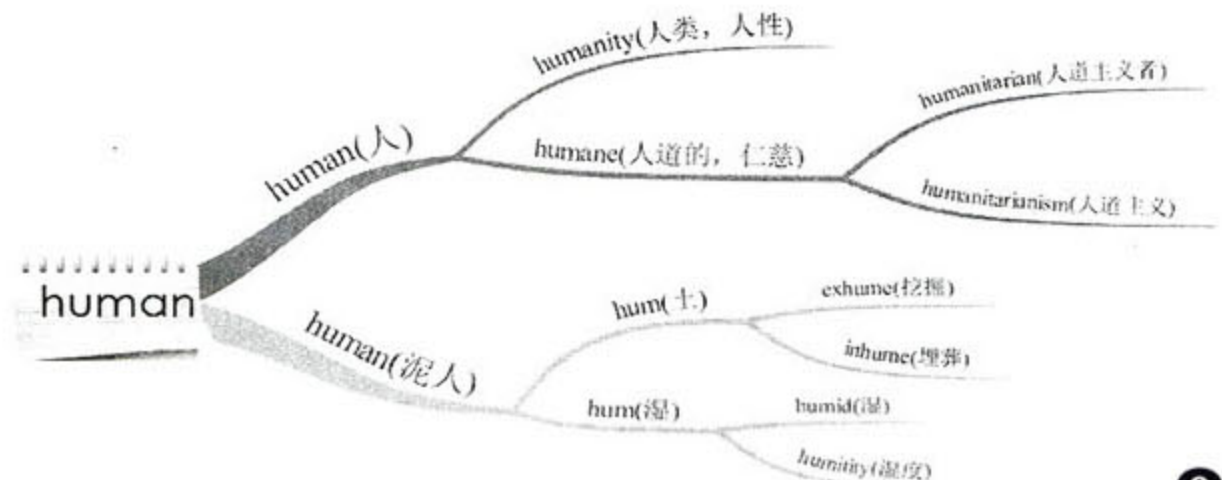 humanity(人类，人性)
humanitarian(人道主义者)
human(人)
humane(人道的，仁慈)
humanitarianism(人道主义)
human
exhume(挖掘)
hum(土)
human(泥人)
inhume(埋葬)
hum(湿)
humid(湿)
humitity(湿度)